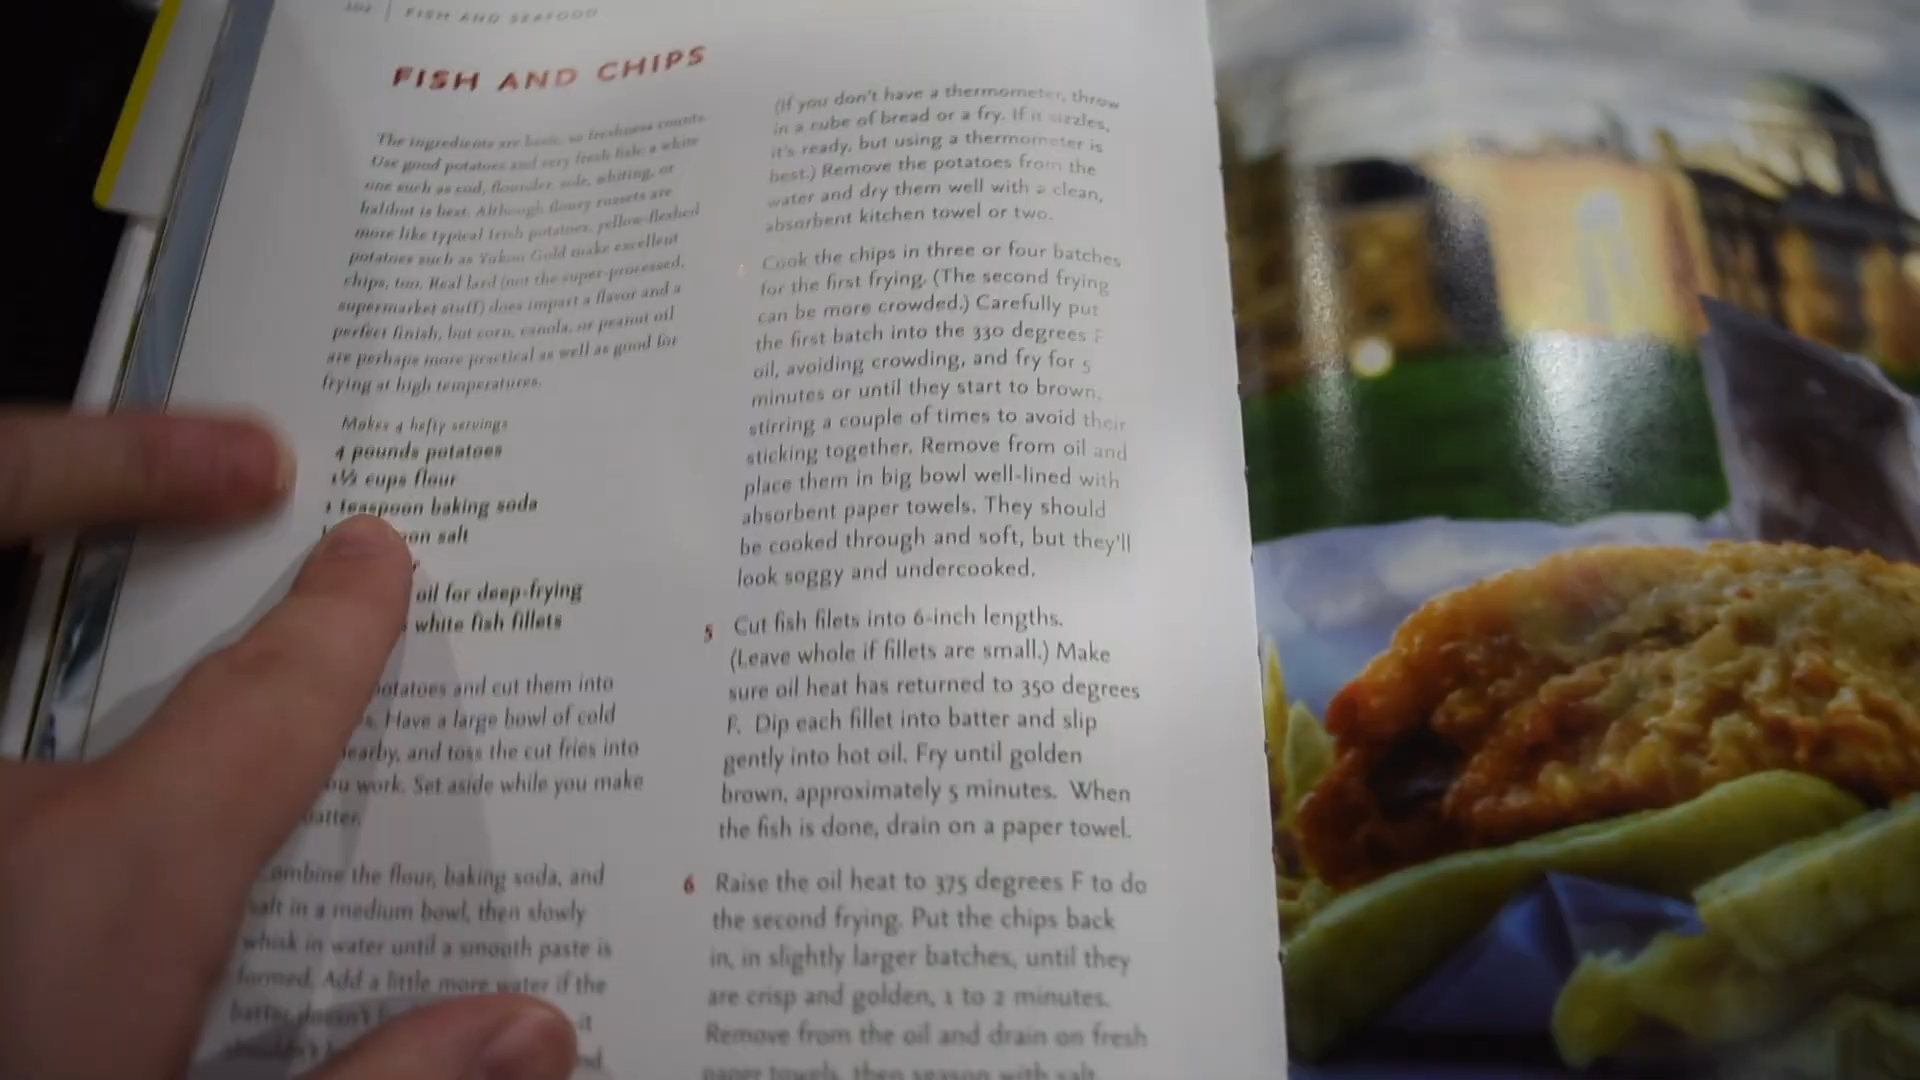 202 | FISH AND SEAFOOD
FISH AND CHIPS
The ingredients are basic, so freshness counts.
Use good potatoes and very fresh fish; a white
one such as cod, flounder, sole, whiting, or
halibut is best. Although floury russets are
more like typical Irish potatoes, yellow-fleshed
potatoes such as Yukon Gold make excellent
chips, too. Real lard (not the super-processed,
supermarket stuff) does impart a flavor and a
perfect finish, but corn, canola, or peanut oil
are perhaps more practical as well as good for
frying at high temperatures.
Makes 4 hefty servings
4 pounds potatoes
1½ cups flour
1 teaspoon baking soda
on salt
oil for deep-frying
white fish fillets
potatoes and cut them into
Have a large bowl of cold
nearby, and toss the cut fries into
you work. Set aside while you make
batter.
Combine the flour, baking soda, and
salt in a medium bowl, then slowly
whisk in water until a smooth paste is
formed. Add a little more water if the
batter doesn't it
shouldn't
(If you don't have a thermometer, throw
in a cube of bread or a fry. If it sizzles,
it's ready, but using a thermometer is
best.) Remove the potatoes from the
water and dry them well with a clean,
absorbent kitchen towel or two.
Cook the chips in three or four batches
for the first frying. (The second frying
can be more crowded.) Carefully put
the first batch into the 330 degrees F
oil, avoiding crowding, and fry for 5
minutes or until they start to brown,
stirring a couple of times to avoid their
sticking together. Remove from oil and
place them in big bowl well-lined with
absorbent paper towels. They should
be cooked through and soft, but they'll
look soggy and undercooked.
5 Cut fish filets into 6-inch lengths.
(Leave whole if fillets are small.) Make
sure oil heat has returned to 350 degrees
F. Dip each fillet into batter and slip
gently into hot oil. Fry until golden
brown, approximately 5 minutes. When
the fish is done, drain on a paper towel.
6 Raise the oil heat to 375 degrees F to do
the second frying. Put the chips back
in, in slightly larger batches, until they
are crisp and golden, 1 to 2 minutes.
Remove from the oil and drain on fresh
paper towels, then season with salt